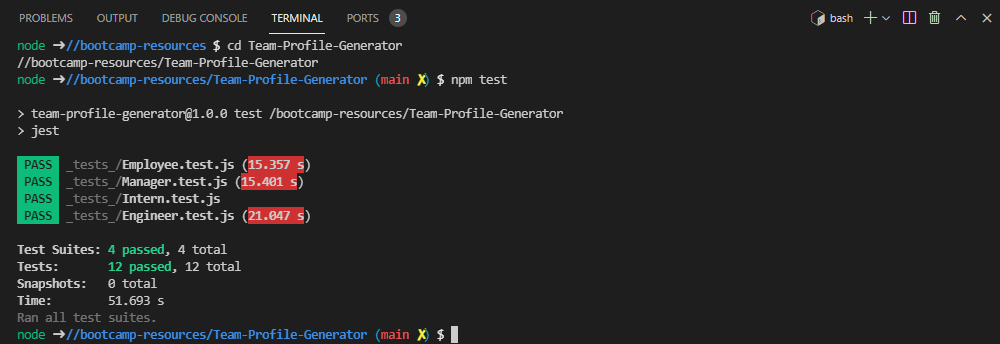 PROBLEMS OUTPUT DEBUG CONSOLE TERMINAL PORTS 3 bash
node ➜//bootcamp-resources $ cd Team-Profile-Generator
//bootcamp-resources/Team-Profile-Generator
node ➜//bootcamp-resources/Team-Profile-Generator (main ✗) $ npm test
> team-profile-generator@1.0.0 test /bootcamp-resources/Team-Profile-Generator
> jest
PASS _tests_/Employee.test.js (15.357 s)
PASS _tests_/Manager.test.js (15.401 s)
PASS _tests_/Intern.test.js
PASS _tests_/Engineer.test.js (21.047 s)
Test Suites: 4 passed, 4 total
Tests: 12 passed, 12 total
Snapshots: 0 total
Time: 51.693 s
Ran all test suites.
node ➜//bootcamp-resources/Team-Profile-Generator (main ✗) $